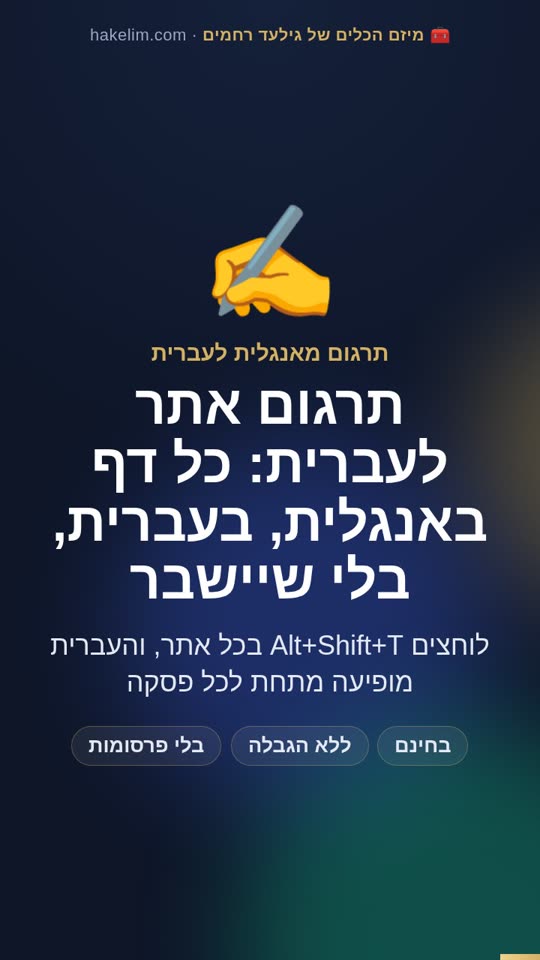 🧰 מיזם הכלים של גילעד רחמים · hakelim.com
תרגום מאנגלית לעברית
תרגום אתר
לעברית: כל דף
באנגלית, בעברית,
בלי שיישבר
לוחצים Alt+Shift+T בכל אתר, והעברית
מופיעה מתחת לכל פסקה
בחינם
ללא הגבלה
בלי פרסומות